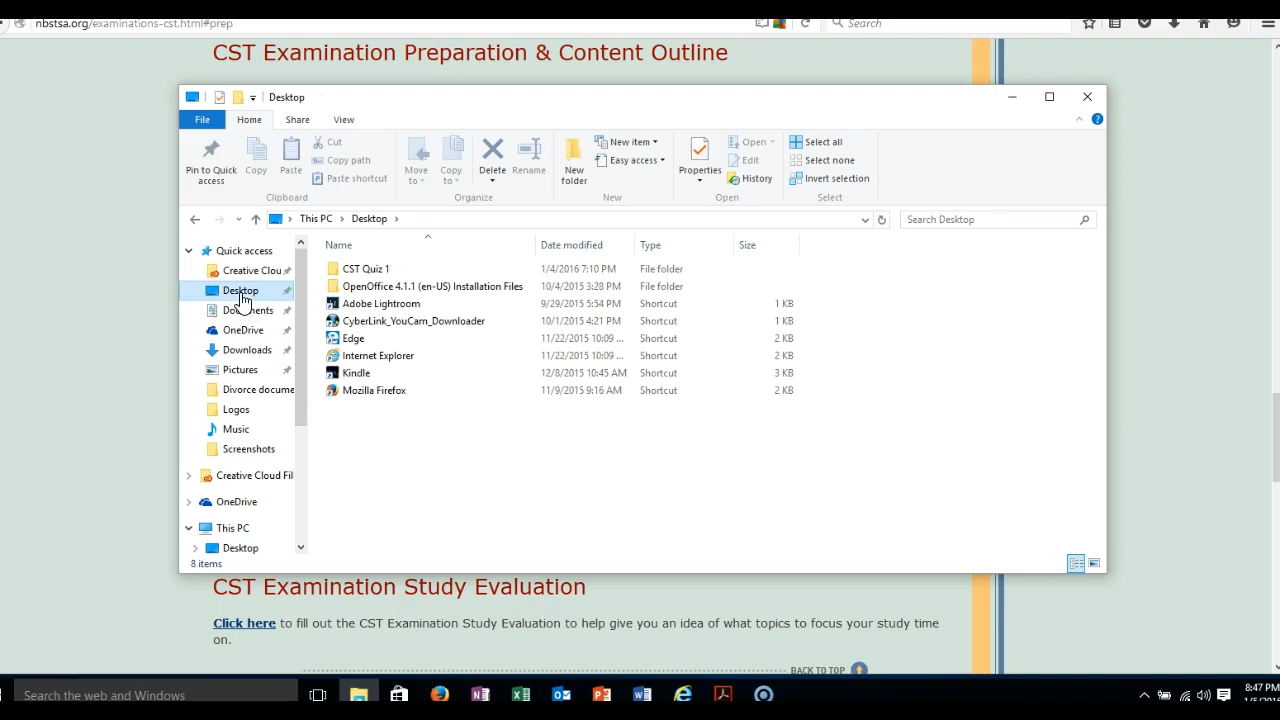 nbstsa.org/examinations-cst.html#prep
Search
CST Examination Preparation & Content Outline
Desktop
File Home Share View
Pin to Quick access
Copy
Paste
Cut
Copy path
Paste shortcut
Move to
Copy to
Delete
Rename
New folder
New item
Easy access
Properties
Open
Edit
History
Select all
Select none
Invert selection
Clipboard Organize New Open Select
This PC > Desktop >
Search Desktop
Name Date modified Type Size
CST Quiz 1 1/4/2016 7:10 PM File folder
OpenOffice 4.1.1 (en-US) Installation Files 10/4/2015 3:28 PM File folder
Adobe Lightroom 9/29/2015 5:54 PM Shortcut 1 KB
CyberLink_YouCam_Downloader 10/1/2015 4:21 PM Shortcut 1 KB
Edge 11/22/2015 10:09 ... Shortcut 2 KB
Internet Explorer 11/22/2015 10:09 ... Shortcut 2 KB
Kindle 12/8/2015 10:45 AM Shortcut 3 KB
Mozilla Firefox 11/9/2015 9:16 AM Shortcut 2 KB
Quick access
Creative Clou
Desktop
Documents
OneDrive
Downloads
Pictures
Divorce docume
Logos
Music
Screenshots
Creative Cloud Fil
OneDrive
This PC
Desktop
8 items
CST Examination Study Evaluation
Click here to fill out the CST Examination Study Evaluation to help give you an idea of what topics to focus your study time
on.
BACK TO TOP
Search the web and Windows
8:47 PM